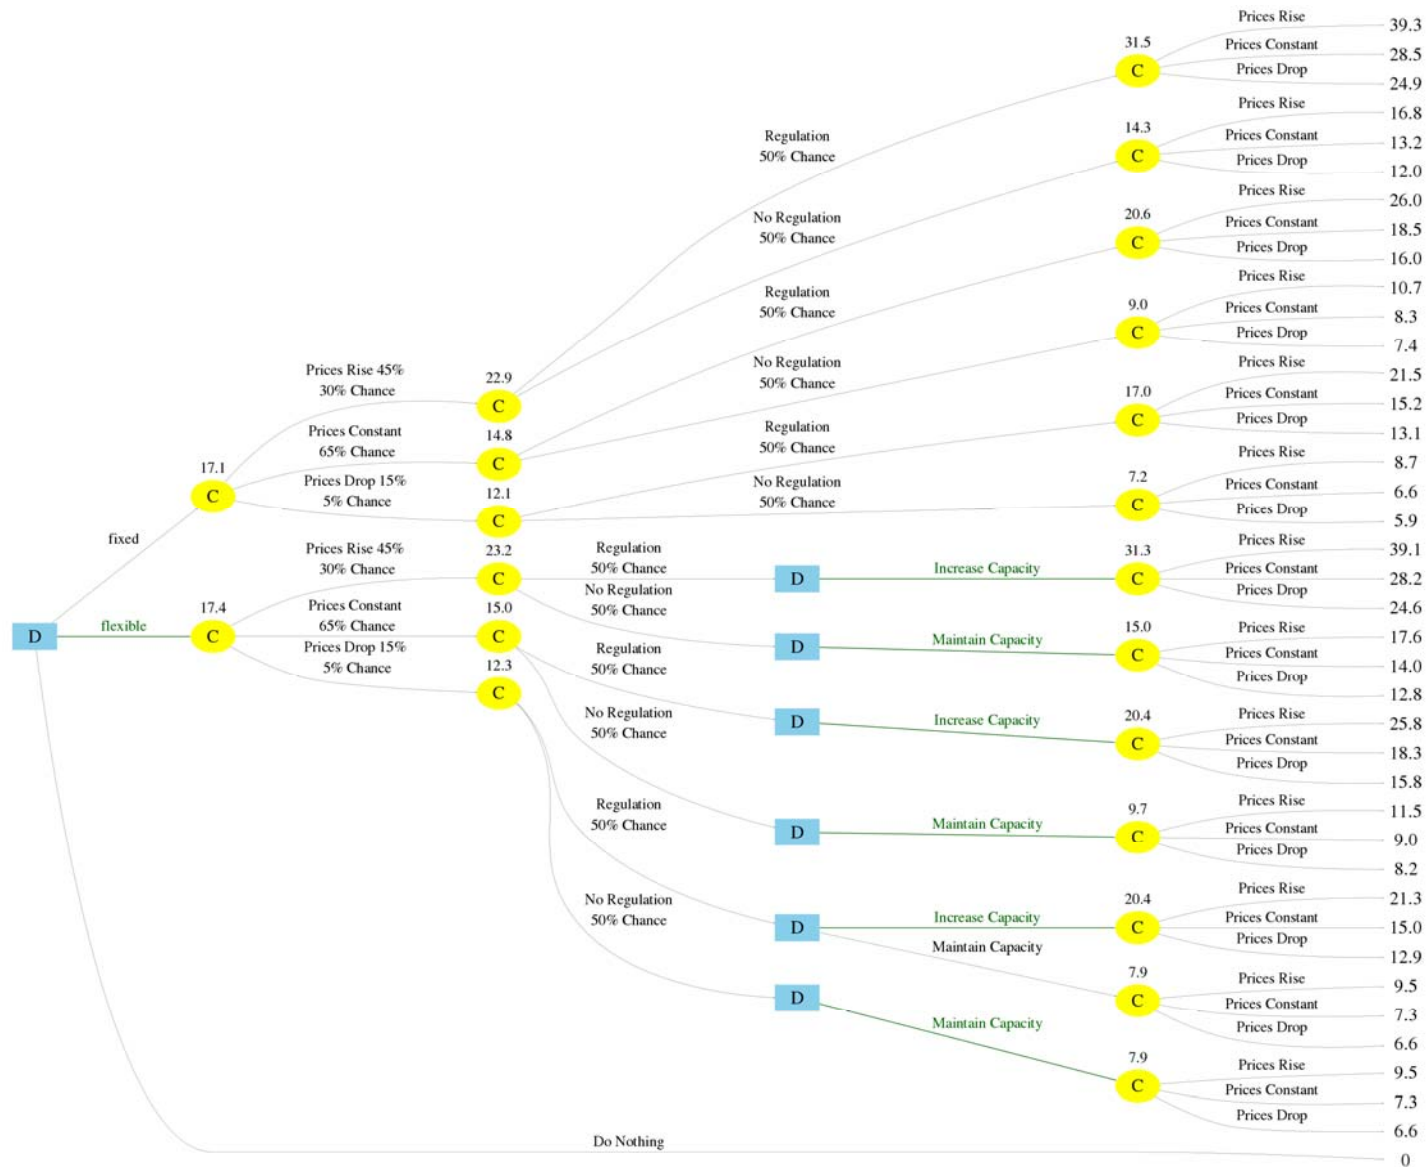 Prices Rise
39.3
31.5
Prices Constant
28.5
C
Prices Drop
24.9
Prices Rise
16.8
Regulation
50% Chance
14.3
Prices Constant
13.2
C
Prices Drop
12.0
Prices Rise
26.0
No Regulation
50% Chance
20.6
Prices Constant
18.5
C
Prices Drop
16.0
Prices Rise
10.7
Regulation
50% Chance
9.0
Prices Constant
8.3
C
Prices Drop
7.4
Prices Rise 45%
30% Chance
22.9
C
No Regulation
50% Chance
Prices Rise
21.5
17.0
Prices Constant
15.2
C
Prices Drop
13.1
Prices Constant
65% Chance
14.8
C
Regulation
50% Chance
Prices Rise
8.7
17.1
C
Prices Drop 15%
5% Chance
12.1
C
No Regulation
50% Chance
7.2
Prices Constant
6.6
C
Prices Drop
5.9
fixed
Prices Rise 45%
30% Chance
23.2
C
Regulation
50% Chance
D
Increase Capacity
31.3
C
Prices Rise
39.1
Prices Constant
28.2
Prices Drop
24.6
No Regulation
50% Chance
D
Maintain Capacity
15.0
C
Prices Rise
17.6
Prices Constant
14.0
Prices Drop
12.8
D
flexible
17.4
C
Prices Constant
65% Chance
15.0
C
Prices Drop 15%
5% Chance
12.3
C
Regulation
50% Chance
D
Increase Capacity
20.4
C
Prices Rise
25.8
Prices Constant
18.3
Prices Drop
15.8
No Regulation
50% Chance
D
Maintain Capacity
9.7
C
Prices Rise
11.5
Prices Constant
9.0
Prices Drop
8.2
Regulation
50% Chance
D
Increase Capacity
20.4
C
Prices Rise
21.3
Prices Constant
15.0
Prices Drop
12.9
Maintain Capacity
7.9
C
Prices Rise
9.5
Prices Constant
7.3
Prices Drop
6.6
No Regulation
50% Chance
D
Maintain Capacity
7.9
C
Prices Rise
9.5
Prices Constant
7.3
Prices Drop
6.6
Do Nothing
0